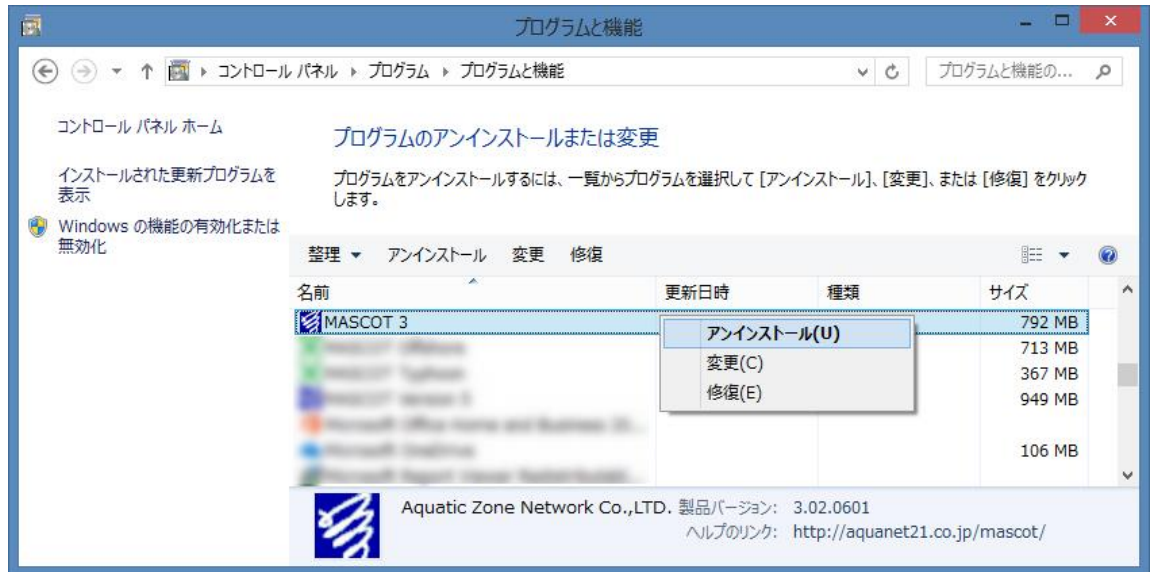 プログラムと機能
コントロール パネル ▸ プログラム ▸ プログラムと機能
プログラムと機能の...
コントロール パネル ホーム
インストールされた更新プログラムを
表示
Windows の機能の有効化または
無効化
プログラムのアンインストールまたは変更
プログラムをアンインストールするには、一覧からプログラムを選択して [アンインストール]、[変更]、または [修復] をクリック
します。
整理 ▼ アンインストール 変更 修復
名前 更新日時 種類 サイズ
MASCOT 3 792 MB
アンインストール(U)
変更(C)
修復(E)
713 MB
367 MB
949 MB
106 MB
Aquatic Zone Network Co.,LTD. 製品バージョン: 3.02.0601
ヘルプのリンク: http://aquanet21.co.jp/mascot/